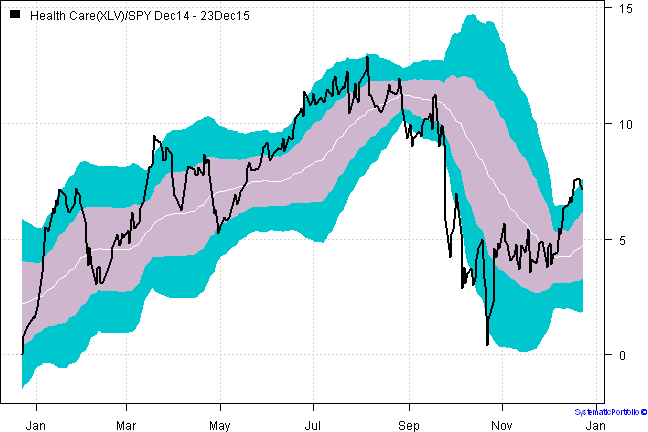 Health Care(XLV)/SPY Dec14 - 23Dec15
15
10
5
0
Jan Mar May Jul Sep Nov Jan
SystematicPortfolio ©